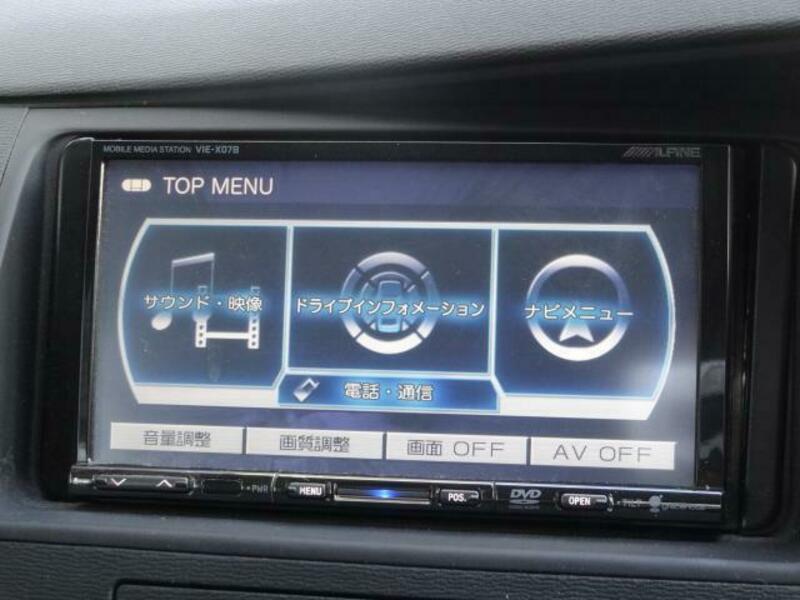 MOBILE MEDIA STATION VIE-X07B ALPINE
TOP MENU
サウンド・映像 ドライブインフォメーション ナビメニュー
電話・通信
音量調整 画質調整 画面 OFF AV OFF
PWR MENU POS. DVD OPEN TILT